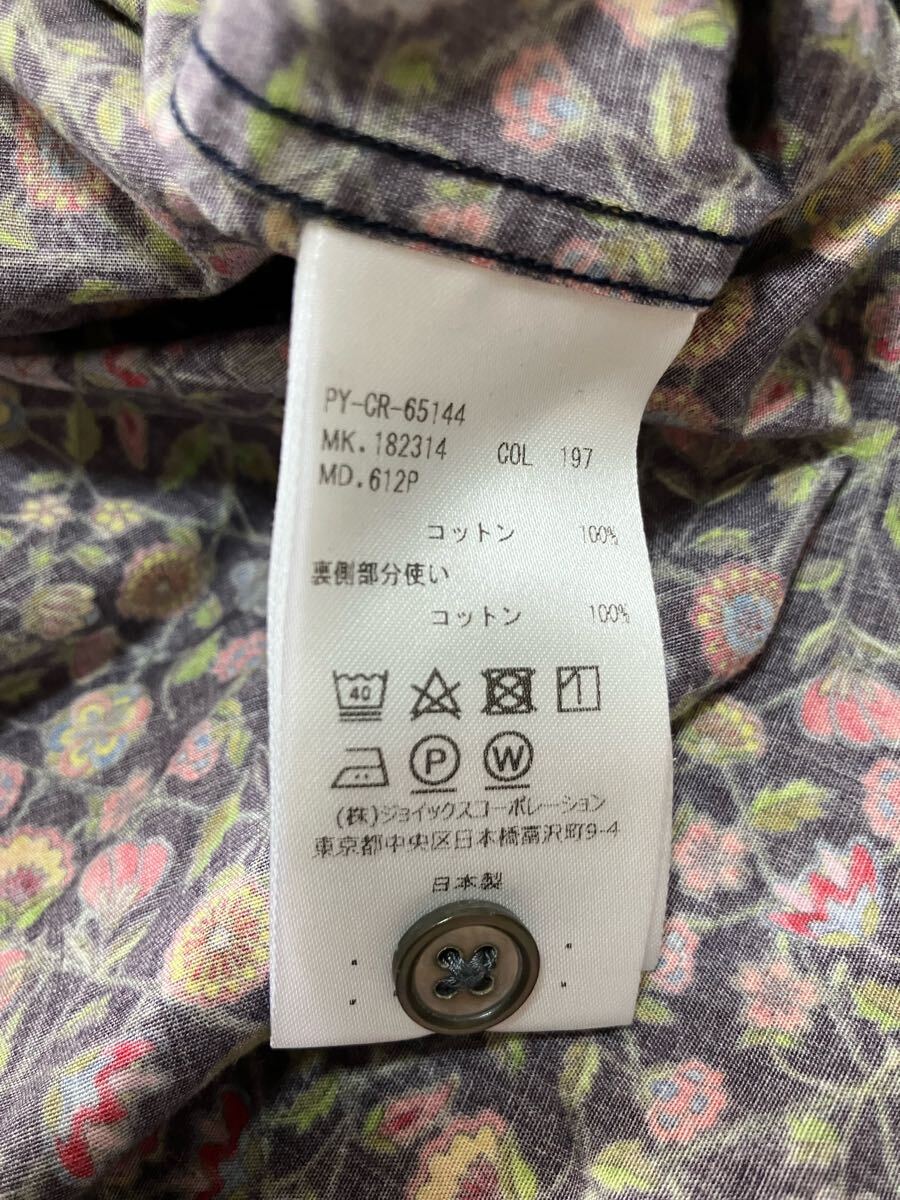 PY-CR-65144
MK.182314 COL 197
MD.612P
コットン 100%
裏側部分使い
コットン 100%
40
P W
(株)ジョイックスコーポレーション
東京都中央区日本橋富沢町9-4
日本製